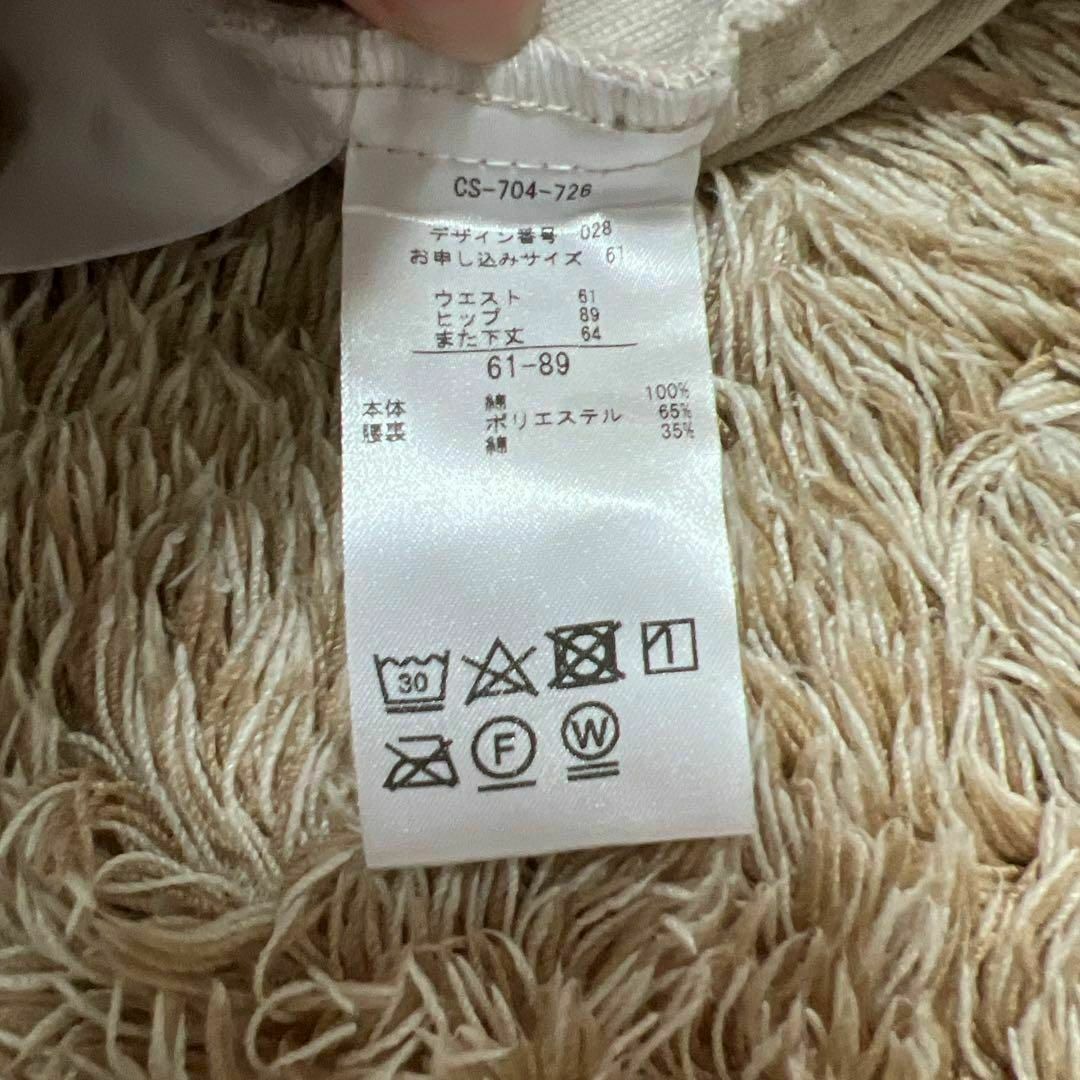 CS-704-726
デザイン番号 028
お申し込みサイズ 61
ウエスト 61
ヒップ 89
また下丈 64
61-89
本体 綿 100%
腰裏 ポリエステル 65%
綿 35%
30
F W